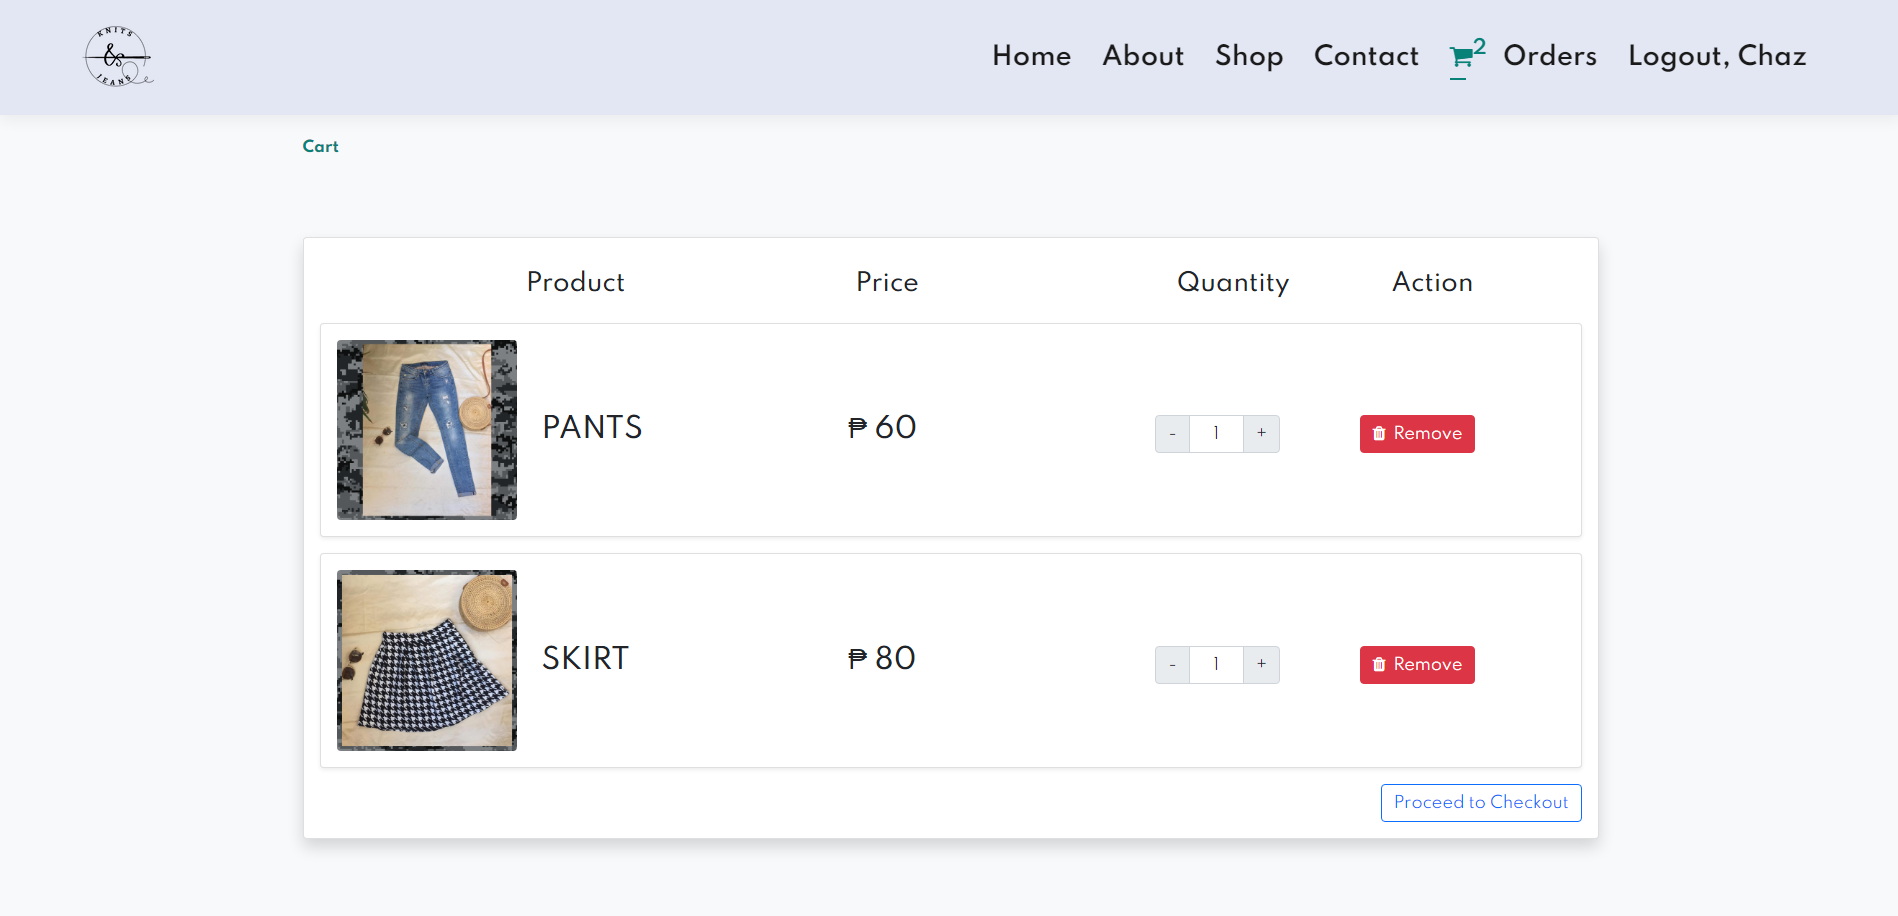 KNITS
&
JEANS
Home About Shop Contact 2 Orders Logout, Chaz
Cart
Product Price Quantity Action
PANTS ₱ 60 - 1 + Remove
SKIRT ₱ 80 - 1 + Remove
Proceed to Checkout